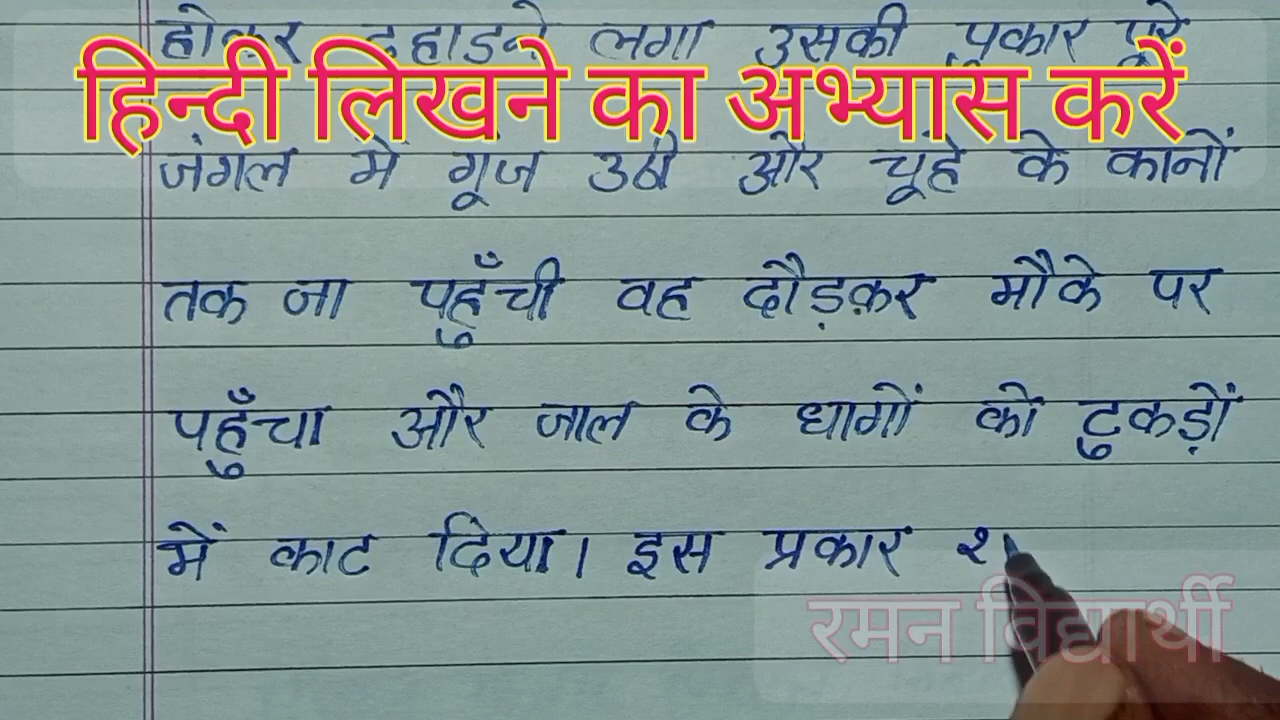 होकर दहाडने लगा उसकी पुकार पूरे
हिन्दी लिखने का अभ्यास करें
जंगल में गूंज उठी और चूहे के कानों
तक जा पहुँची वह दौड़क़र मौके पर
पहुँचा और जाल के धागों को टुकड़ों
में काट दिया। इस प्रकार
रमन विद्यार्थी